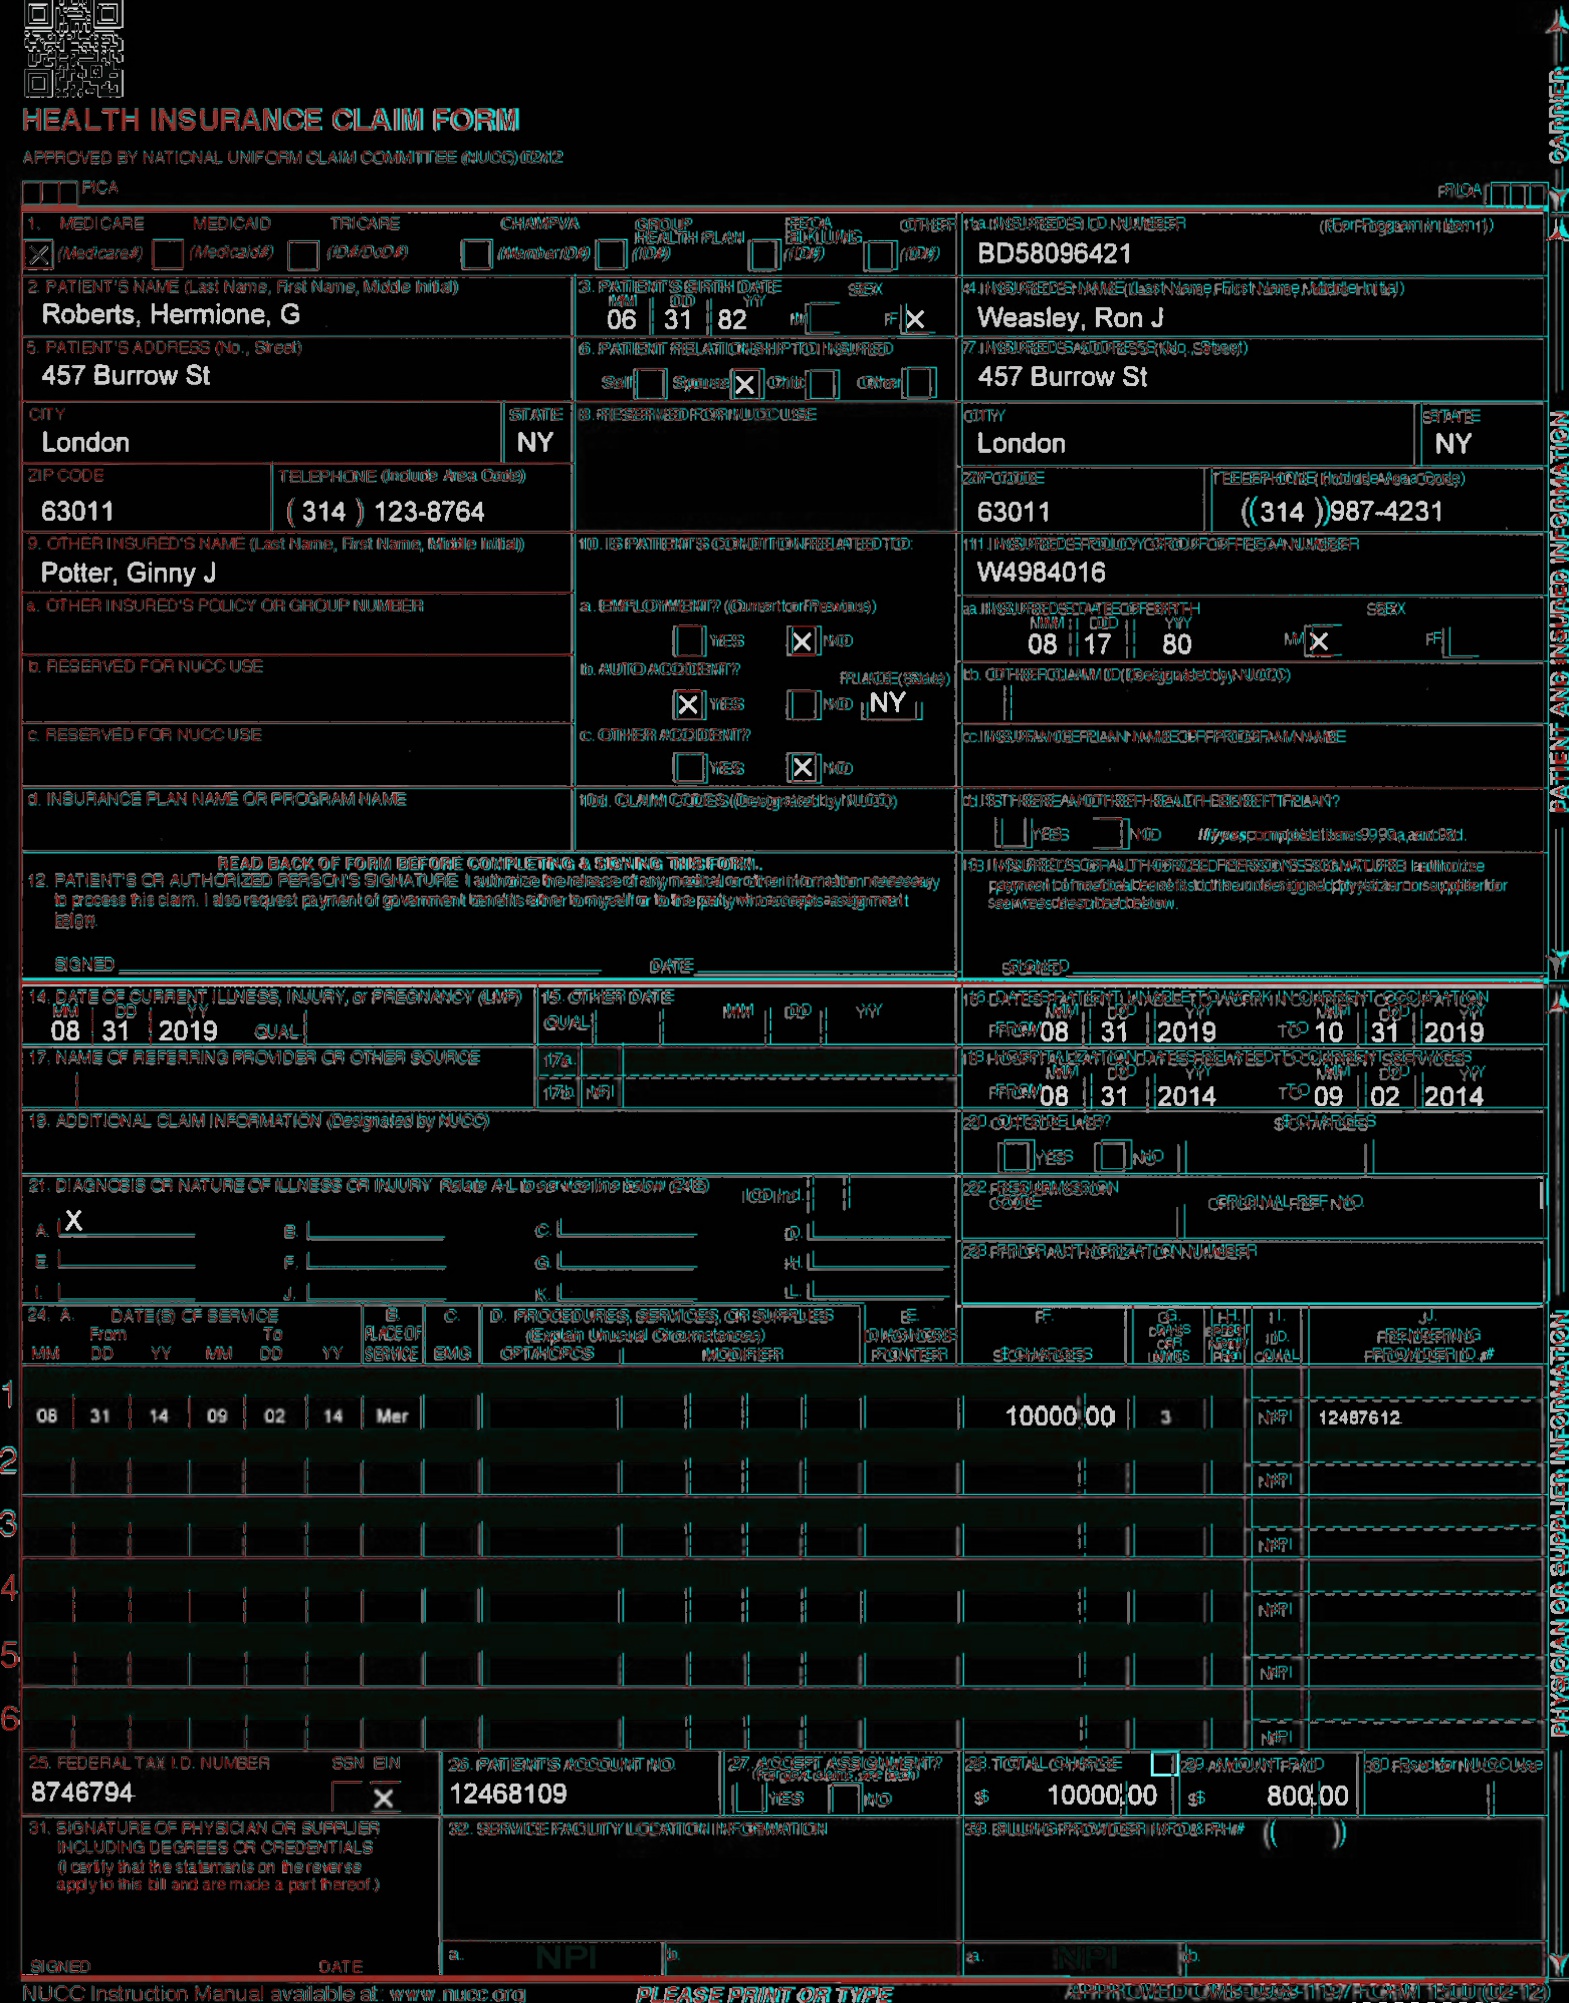 HEALTH INSURANCE CLAIM FORM
APPROVED BY NATIONAL UNIFORM CLAIM COMMITTEE (NUCC) 02/12
PICA
PICA
CARRIER
1. MEDICARE MEDICAID TRICARE CHAMPVA GROUP HEALTH PLAN FECA BLK LUNG OTHER
X (Medicare#) (Medicaid#) (ID#/DoD#) (Member ID#) (ID#) (ID#) (ID#)
1a. INSURED'S I.D. NUMBER (For Program in Item 1)
BD58096421
2. PATIENT'S NAME (Last Name, First Name, Middle Initial)
Roberts, Hermione, G
3. PATIENT'S BIRTH DATE SEX
MM DD YY
06 31 82 M F X
4. INSURED'S NAME (Last Name, First Name, Middle Initial)
Weasley, Ron J
5. PATIENT'S ADDRESS (No., Street)
457 Burrow St
6. PATIENT RELATIONSHIP TO INSURED
Self Spouse X Child Other
7. INSURED'S ADDRESS (No., Street)
457 Burrow St
CITY STATE
London NY
8. RESERVED FOR NUCC USE
CITY STATE
London NY
ZIP CODE TELEPHONE (Include Area Code)
63011 ( 314 ) 123-8764
ZIP CODE TELEPHONE (Include Area Code)
63011 ( 314 ) 987-4231
9. OTHER INSURED'S NAME (Last Name, First Name, Middle Initial)
Potter, Ginny J
10. IS PATIENT'S CONDITION RELATED TO:
11. INSURED'S POLICY GROUP OR FECA NUMBER
W4984016
a. OTHER INSURED'S POLICY OR GROUP NUMBER
a. EMPLOYMENT? (Current or Previous)
YES X NO
a. INSURED'S DATE OF BIRTH SEX
MM DD YY
08 17 80 M X F
b. RESERVED FOR NUCC USE
b. AUTO ACCIDENT? PLACE (State)
X YES NO NY
b. OTHER CLAIM ID (Designated by NUCC)
c. RESERVED FOR NUCC USE
c. OTHER ACCIDENT?
YES X NO
c. INSURANCE PLAN NAME OR PROGRAM NAME
d. INSURANCE PLAN NAME OR PROGRAM NAME
10d. CLAIM CODES (Designated by NUCC)
d. IS THERE ANOTHER HEALTH BENEFIT PLAN?
YES NO If yes, complete items 9, 9a, and 9d.
READ BACK OF FORM BEFORE COMPLETING & SIGNING THIS FORM.
12. PATIENT'S OR AUTHORIZED PERSON'S SIGNATURE I authorize the release of any medical or other information necessary
to process this claim. I also request payment of government benefits either to myself or to the party who accepts assignment
below.
SIGNED DATE
13. INSURED'S OR AUTHORIZED PERSON'S SIGNATURE I authorize
payment of medical benefits to the undersigned physician or supplier for
services described below.
SIGNED
PATIENT AND INSURED INFORMATION
14. DATE OF CURRENT ILLNESS, INJURY, or PREGNANCY (LMP)
MM DD YY
08 31 2019 QUAL
15. OTHER DATE
QUAL MM DD YY
16. DATES PATIENT UNABLE TO WORK IN CURRENT OCCUPATION
MM DD YY MM DD YY
FROM 08 31 2019 TO 10 31 2019
17. NAME OF REFERRING PROVIDER OR OTHER SOURCE
17a.
17b. NPI
18. HOSPITALIZATION DATES RELATED TO CURRENT SERVICES
MM DD YY MM DD YY
FROM 08 31 2014 TO 09 02 2014
19. ADDITIONAL CLAIM INFORMATION (Designated by NUCC)
20. OUTSIDE LAB? $ CHARGES
YES NO
21. DIAGNOSIS OR NATURE OF ILLNESS OR INJURY Relate A-L to service line below (24E) ICD Ind.
A. X B. C. D.
E. F. G. H.
I. J. K. L.
22. RESUBMISSION
CODE ORIGINAL REF. NO.
23. PRIOR AUTHORIZATION NUMBER
24. A. DATE(S) OF SERVICE B. C. D. PROCEDURES, SERVICES, OR SUPPLIES E. F. G. H. I. J.
From To PLACE OF (Explain Unusual Circumstances) DIAGNOSIS DAYS OR EPSDT ID. RENDERING
MM DD YY MM DD YY SERVICE EMG CPT/HCPCS MODIFIER POINTER $ CHARGES UNITS QUAL. PROVIDER ID. #
1
08 31 14 09 02 14 Mer 10000 00 3 NPI 12487612
2
NPI
3
NPI
4
NPI
5
NPI
6
NPI
25. FEDERAL TAX I.D. NUMBER SSN EIN
8746794 X
26. PATIENT'S ACCOUNT NO.
12468109
27. ACCEPT ASSIGNMENT?
YES NO
28. TOTAL CHARGE
$ 10000 00
29. AMOUNT PAID
$ 800 00
30. Rsvd for NUCC Use
31. SIGNATURE OF PHYSICIAN OR SUPPLIER
INCLUDING DEGREES OR CREDENTIALS
(I certify that the statements on the reverse
apply to this bill and are made a part thereof.)
SIGNED DATE
32. SERVICE FACILITY LOCATION INFORMATION
a. NPI b.
33. BILLING PROVIDER INFO & PH # ( )
a. NPI b.
PHYSICIAN OR SUPPLIER INFORMATION
NUCC Instruction Manual available at: www.nucc.org
PLEASE PRINT OR TYPE
APPROVED OMB-0938-1197 FORM 1500 (02-12)